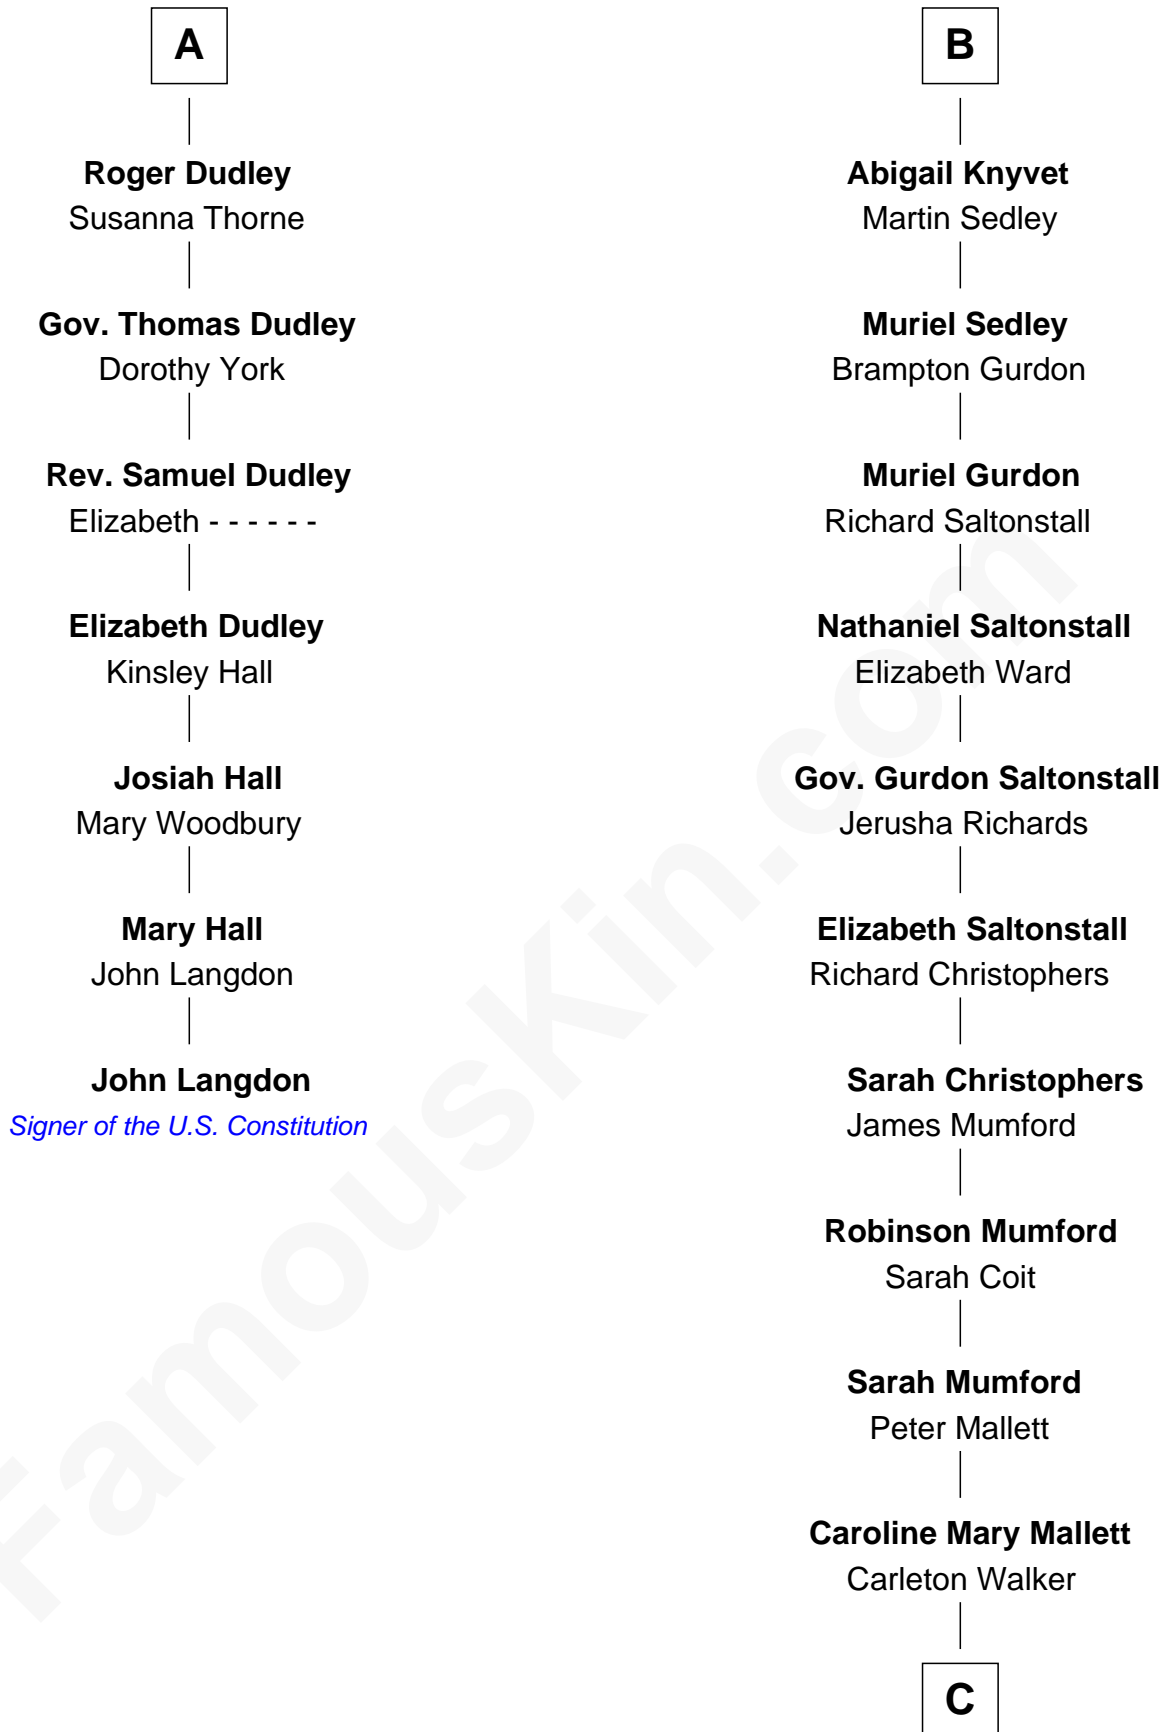 A
Roger Dudley
Susanna Thorne
Gov. Thomas Dudley
Dorothy York
Rev. Samuel Dudley
Elizabeth - - - - - -
Elizabeth Dudley
Kinsley Hall
Josiah Hall
Mary Woodbury
Mary Hall
John Langdon
John Langdon
Signer of the U.S. Constitution
B
Abigail Knyvet
Martin Sedley
Muriel Sedley
Brampton Gurdon
Muriel Gurdon
Richard Saltonstall
Nathaniel Saltonstall
Elizabeth Ward
Gov. Gurdon Saltonstall
Jerusha Richards
Elizabeth Saltonstall
Richard Christophers
Sarah Christophers
James Mumford
Robinson Mumford
Sarah Coit
Sarah Mumford
Peter Mallett
Caroline Mary Mallett
Carleton Walker
C
FamousKin.com